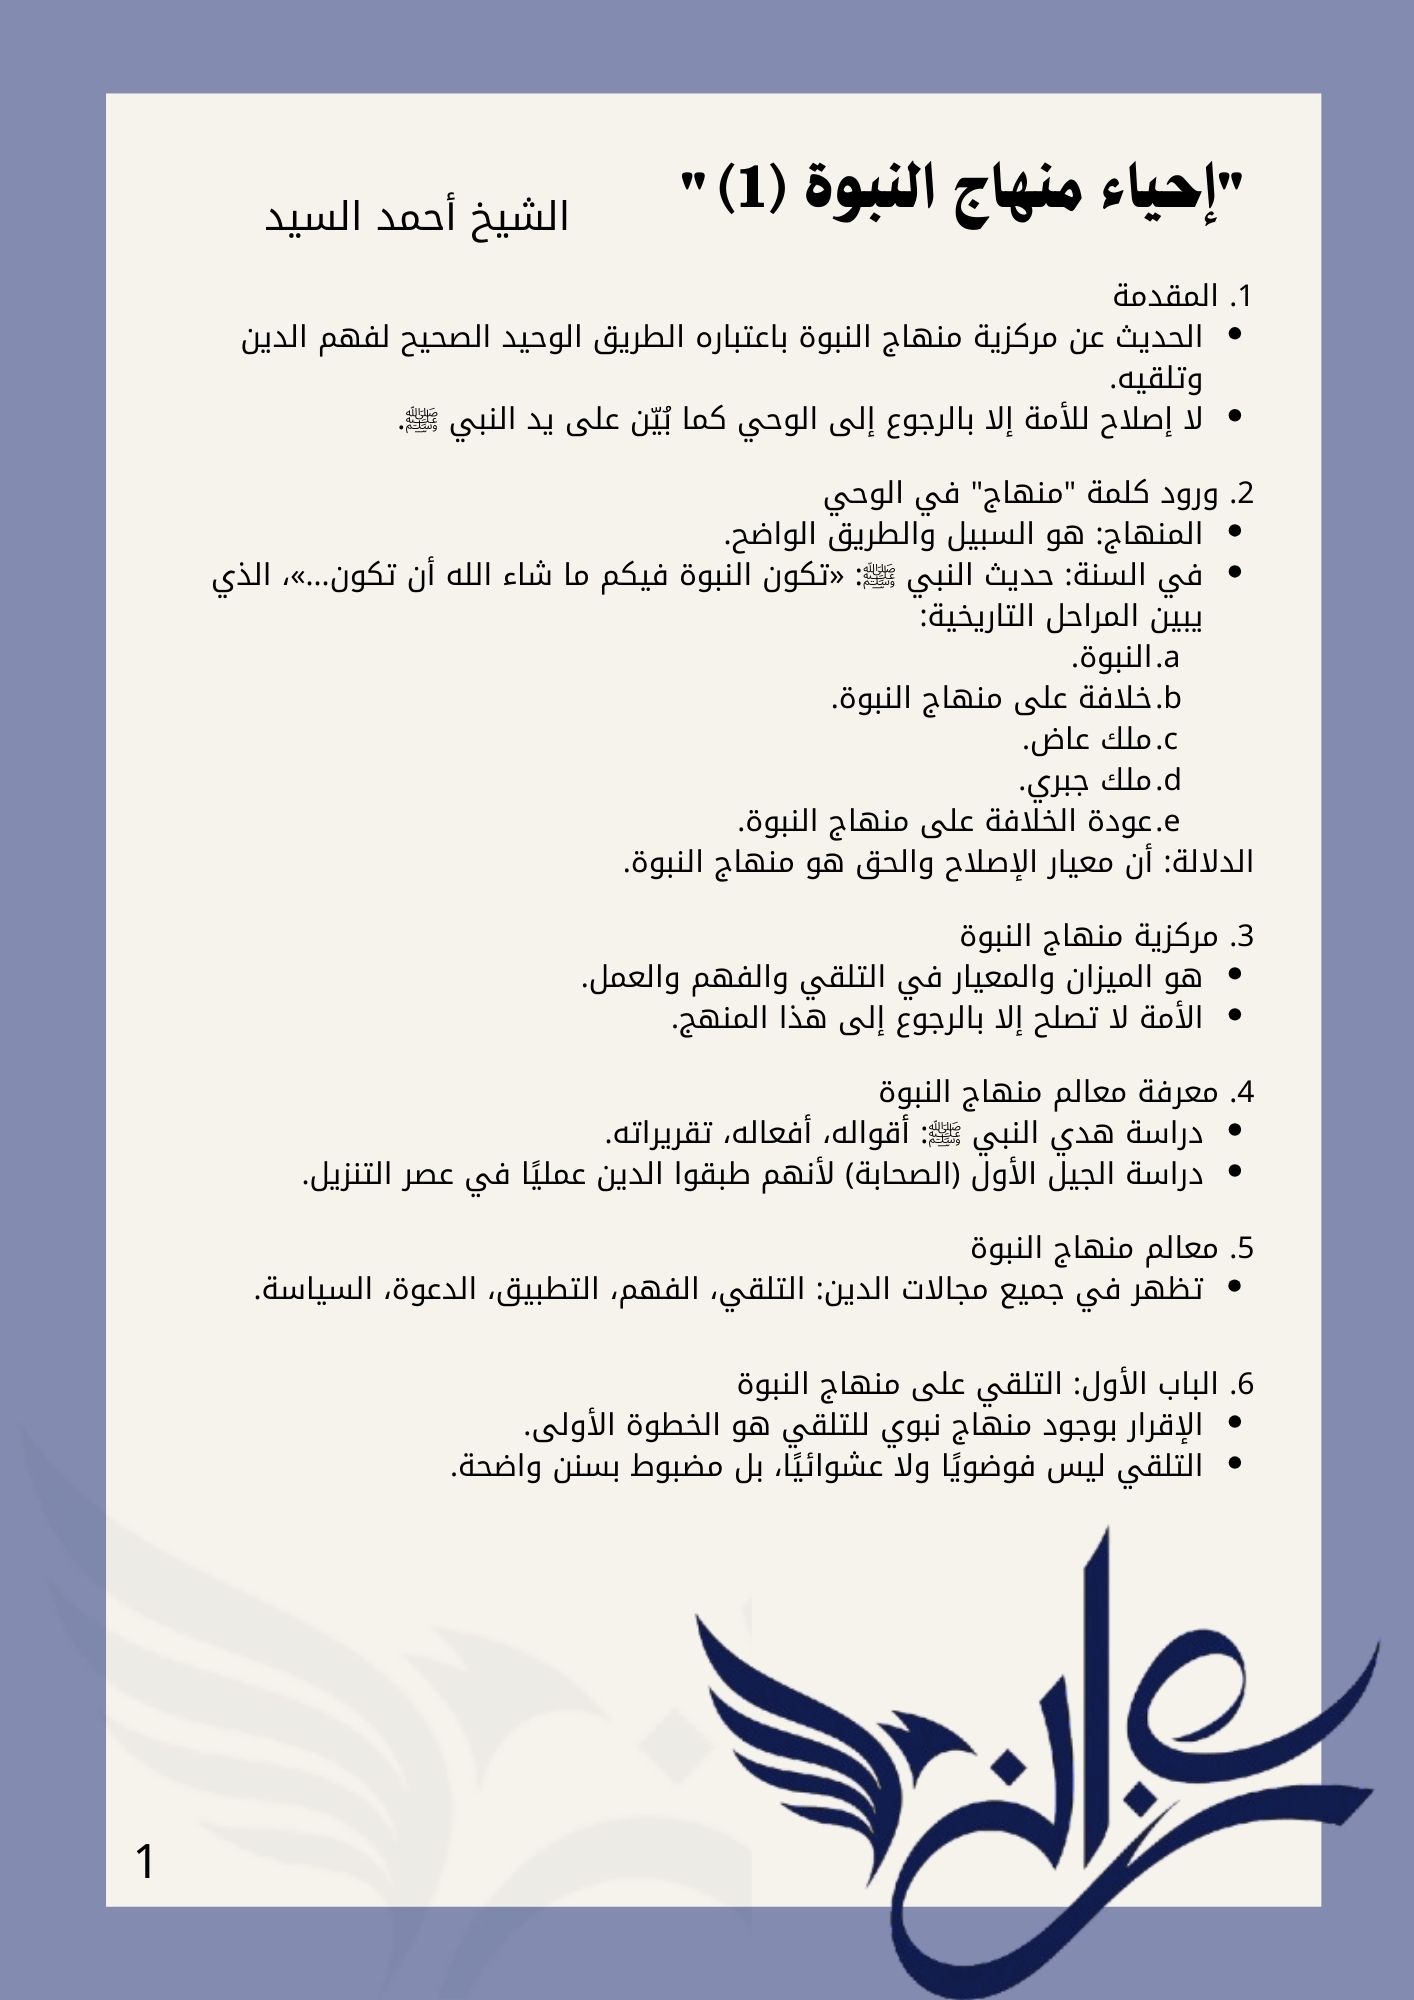 "إحياء منهاج النبوة (1) "
الشيخ أحمد السيد
1. المقدمة
• الحديث عن مركزية منهاج النبوة باعتباره الطريق الوحيد الصحيح لفهم الدين
وتلقيه.
• لا إصلاح للأمة إلا بالرجوع إلى الوحي كما بُيّن على يد النبي ﷺ.
2. ورود كلمة "منهاج" في الوحي
• المنهاج: هو السبيل والطريق الواضح.
• في السنة: حديث النبي ﷺ: «تكون النبوة فيكم ما شاء الله أن تكون...»، الذي
يبين المراحل التاريخية:
a. النبوة.
b. خلافة على منهاج النبوة.
c. ملك عاض.
d. ملك جبري.
e. عودة الخلافة على منهاج النبوة.
الدلالة: أن معيار الإصلاح والحق هو منهاج النبوة.
3. مركزية منهاج النبوة
• هو الميزان والمعيار في التلقي والفهم والعمل.
• الأمة لا تصلح إلا بالرجوع إلى هذا المنهج.
4. معرفة معالم منهاج النبوة
• دراسة هدي النبي ﷺ: أقواله، أفعاله، تقريراته.
• دراسة الجيل الأول (الصحابة) لأنهم طبقوا الدين عمليًا في عصر التنزيل.
5. معالم منهاج النبوة
• تظهر في جميع مجالات الدين: التلقي، الفهم، التطبيق، الدعوة، السياسة.
6. الباب الأول: التلقي على منهاج النبوة
• الإقرار بوجود منهاج نبوي للتلقي هو الخطوة الأولى.
• التلقي ليس فوضويًا ولا عشوائيًا، بل مضبوط بسنن واضحة.
1